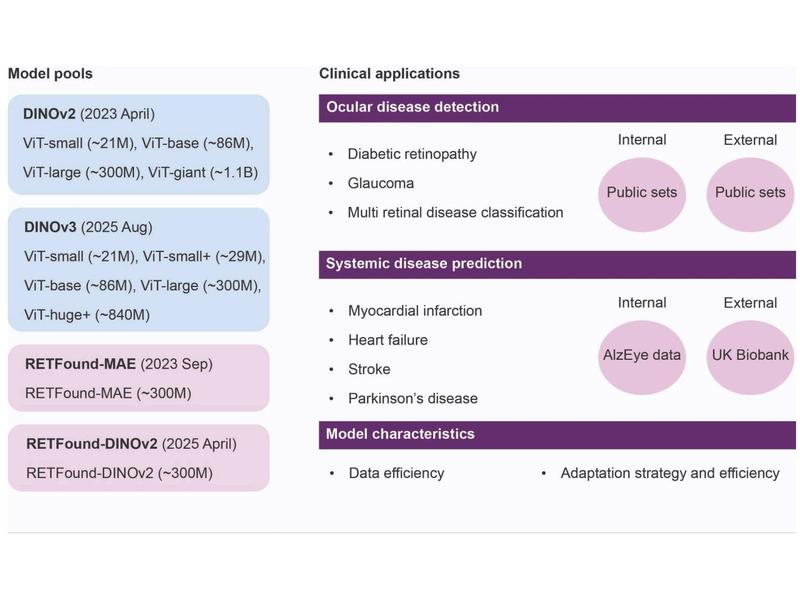 Model pools
DINOv2 (2023 April)
ViT-small (~21M), ViT-base (~86M),
ViT-large (~300M), ViT-giant (~1.1B)
DINOv3 (2025 Aug)
ViT-small (~21M), ViT-small+ (~29M),
ViT-base (~86M), ViT-large (~300M),
ViT-huge+ (~840M)
RETFound-MAE (2023 Sep)
RETFound-MAE (~300M)
RETFound-DINOv2 (2025 April)
RETFound-DINOv2 (~300M)
Clinical applications
Ocular disease detection
• Diabetic retinopathy
• Glaucoma
• Multi retinal disease classification
Internal
Public sets
External
Public sets
Systemic disease prediction
• Myocardial infarction
• Heart failure
• Stroke
• Parkinson's disease
Internal
AlzEye data
External
UK Biobank
Model characteristics
• Data efficiency
• Adaptation strategy and efficiency